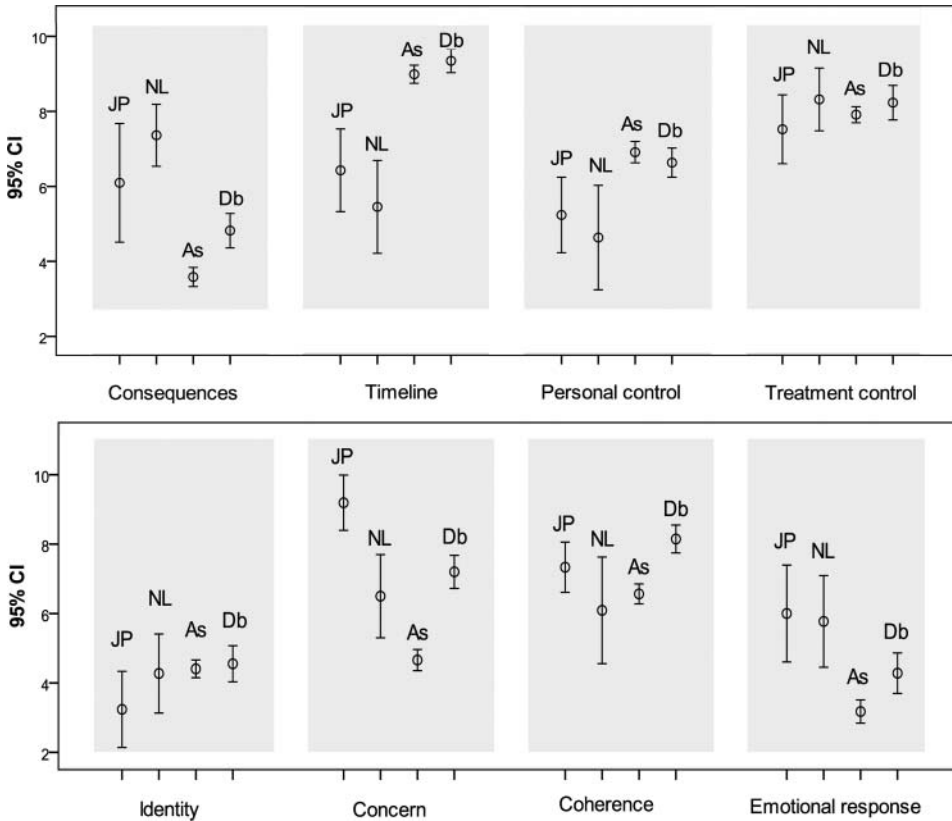 10
8
6
4
2
95% CI
JP
NL
As
Db
JP
NL
As
Db
JP
NL
As
Db
JP
NL
As
Db
Consequences
Timeline
Personal control
Treatment control
10
8
6
4
2
95% CI
JP
NL
As
Db
JP
NL
As
Db
JP
NL
As
Db
JP
NL
As
Db
Identity
Concern
Coherence
Emotional response